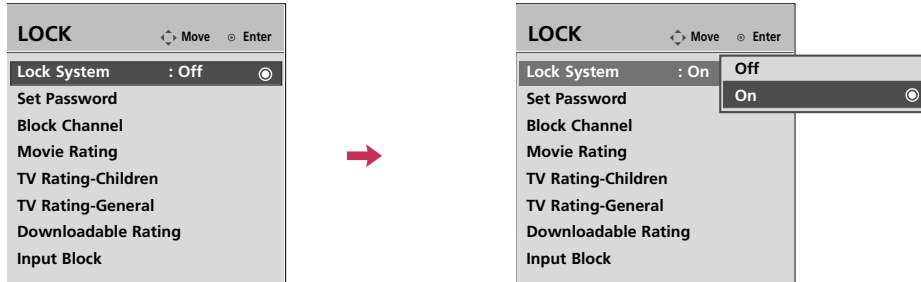 LOCK Move Enter
Lock System : Off
Set Password
Block Channel
Movie Rating
TV Rating-Children
TV Rating-General
Downloadable Rating
Input Block
LOCK Move Enter
Lock System : On
Set Password
Block Channel
Movie Rating
TV Rating-Children
TV Rating-General
Downloadable Rating
Input Block
Off
On